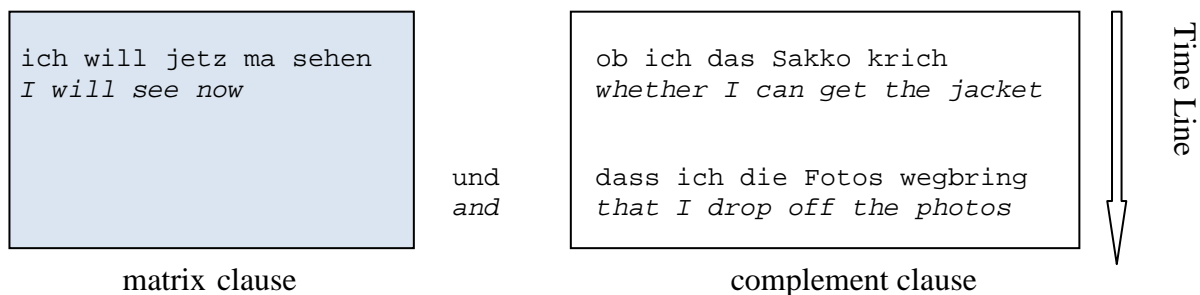 ich will jetz ma sehen
I will see now
ob ich das Sakko krich
whether I can get the jacket
und
and
dass ich die Fotos wegbring
that I drop off the photos
matrix clause
complement clause
Time Line